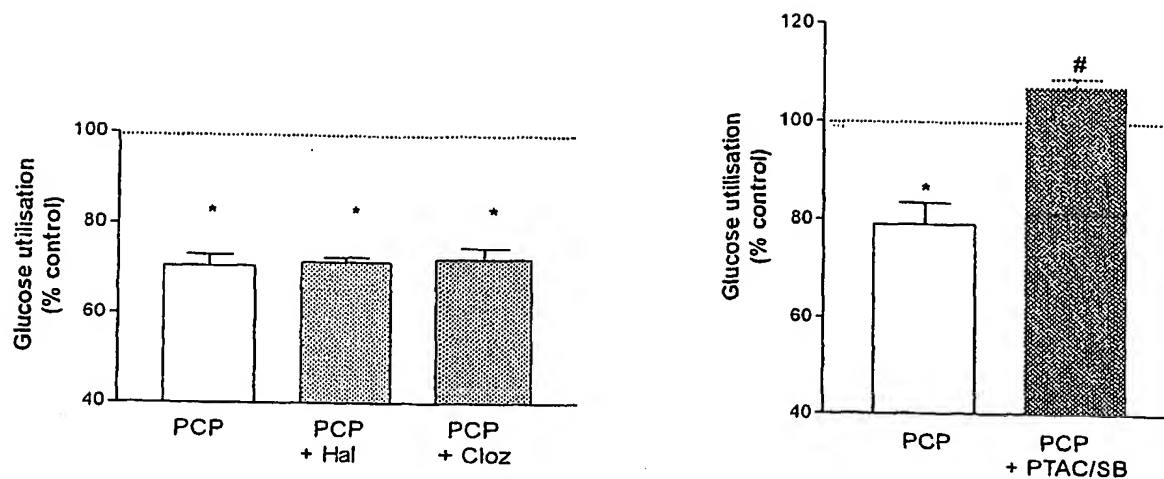 Glucose utilisation
(% control)
100
80
60
40
*
*
*
PCP
PCP
+ Hal
PCP
+ Cloz
Glucose utilisation
(% control)
120
100
80
60
40
*
#
PCP
PCP
+ PTAC/SB